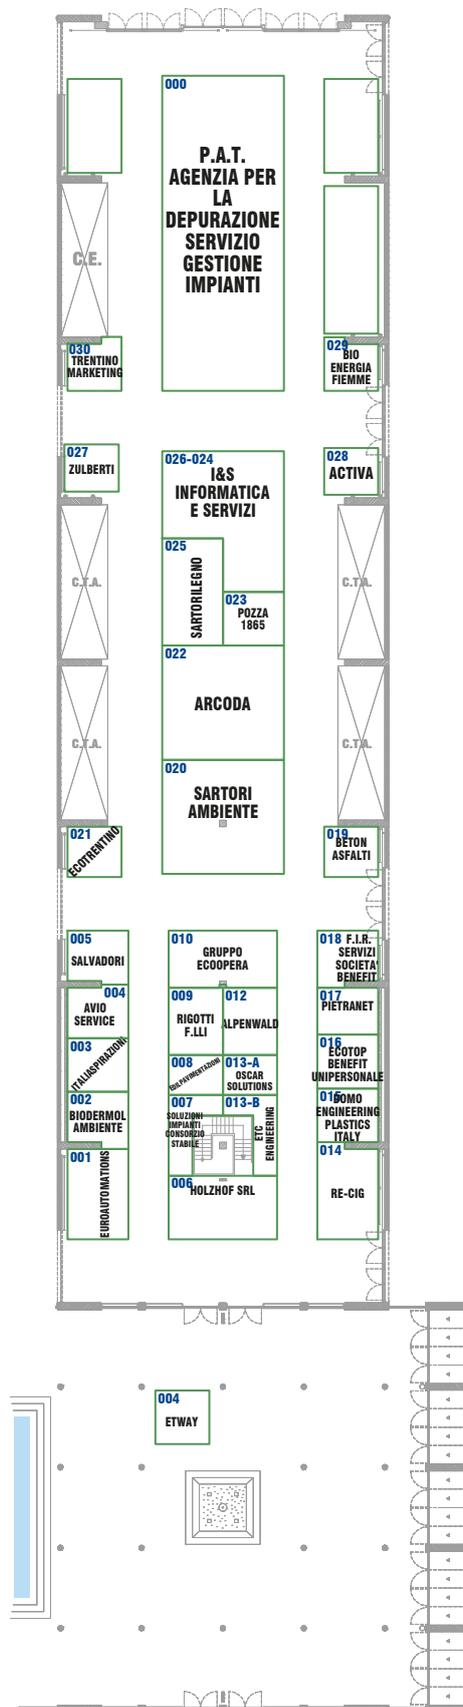 000
P.A.T.
AGENZIA PER
LA
DEPURAZIONE
SERVIZIO
GESTIONE
IMPIANTI
C.E.
030
TRENTINO
MARKETING
029
BIO
ENERGIA
FIEMME
027
ZULBERTI
026-024
I&S
INFORMATICA
E SERVIZI
028
ACTIVA
025
SARTORILEGNO
023
POZZA
1865
C.T.A.
C.T.A.
022
ARCODA
C.T.A.
C.T.A.
020
SARTORI
AMBIENTE
021
ECOTRENTINO
019
BETON
ASFALTI
005
SALVADORI
010
GRUPPO
ECOOPERA
018
F.I.R.
SERVIZI
SOCIETA'
BENEFIT
004
AVIO
SERVICE
009
RIGOTTI
F.LLI
012
ALPENWALD
017
PIETRANET
003
ITALIASPIRAZIONI
008
EDILPAVIMENTAZIONI
013-A
OSCAR
SOLUTIONS
016
ECOTOP
BENEFIT
UNIPERSONALE
002
BIODERMOL
AMBIENTE
007
SOLUZIONI
IMPIANTI
CONSORZIO
STABILE
013-B
ETC
ENGINEERING
015
DOMO
ENGINEERING
PLASTICS
ITALY
001
EUROAUTOMATIONS
006
HOLZHOF SRL
014
RE-CIG
004
ETWAY